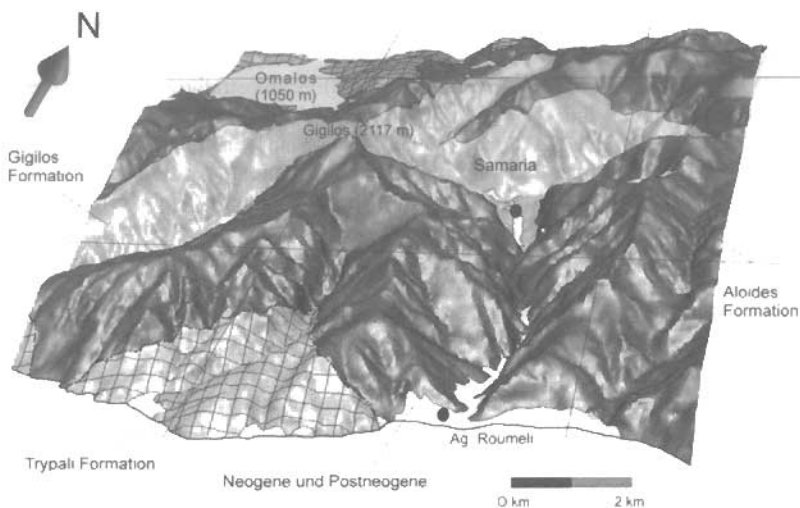 N
Omalos
(1050 m)
Gigilos (2117 m)
Gigilos
Formation
Samaria
Aloides
Formation
Ag. Roumeli
Trypali Formation
Neogene und Postneogene
0 km
2 km